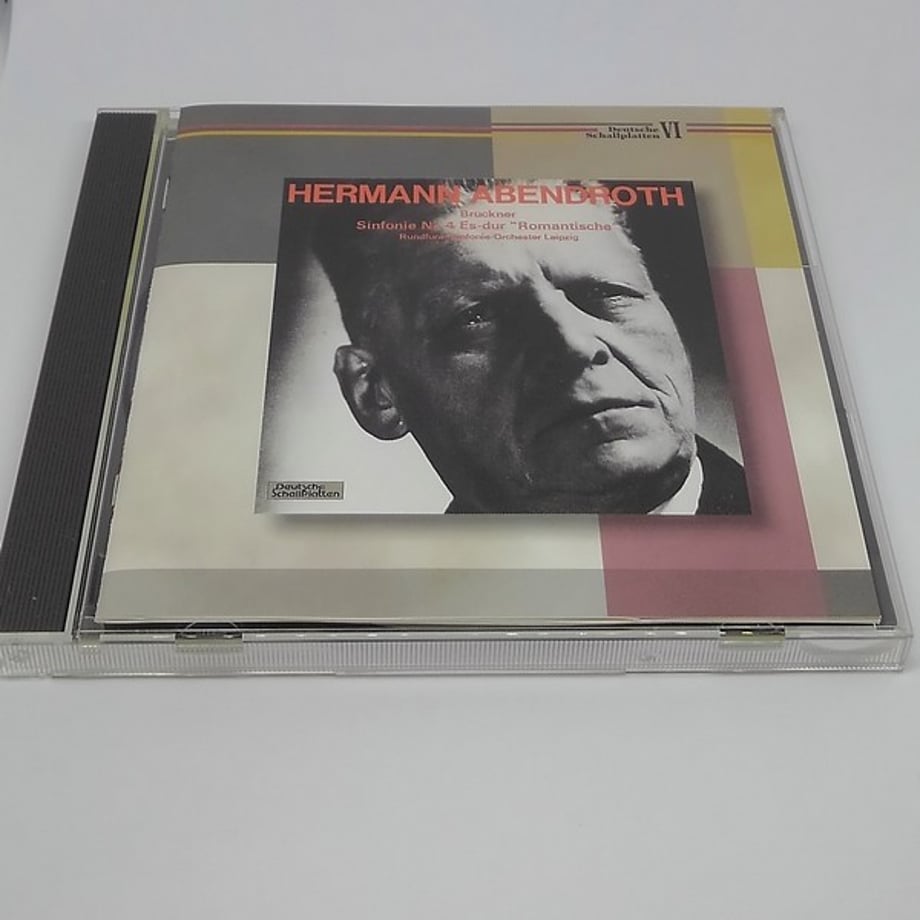 Deutsche
Schallplatten VI
HERMANN ABENDROTH
Bruckner
Sinfonie Nr. 4 Es-dur "Romantische"
Rundfunk-Sinfonie-Orchester Leipzig
Deutsche
Schallplatten